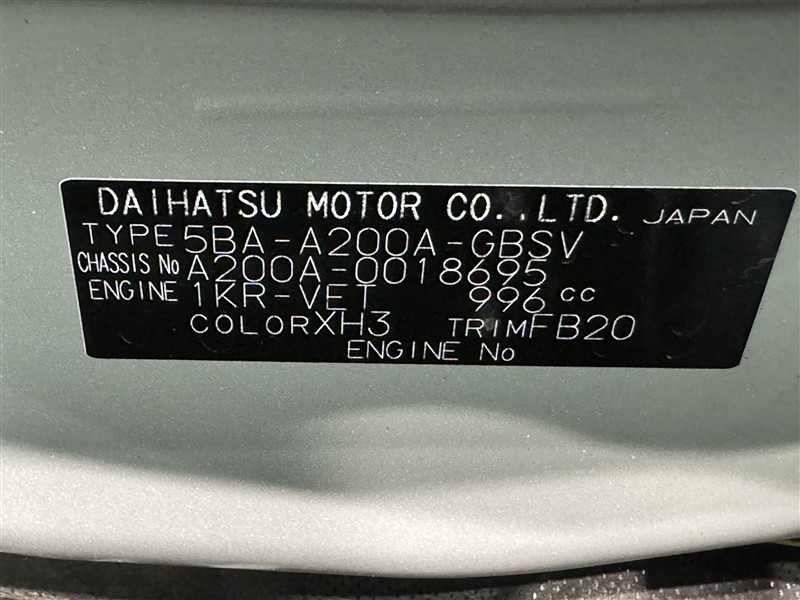 DAIHATSU MOTOR CO.,LTD. JAPAN
TYPE 5BA-A200A-GBSV
CHASSIS No A200A-0018695
ENGINE 1KR-VET 996 cc
COLOR XH3 TRIM FB20
ENGINE No